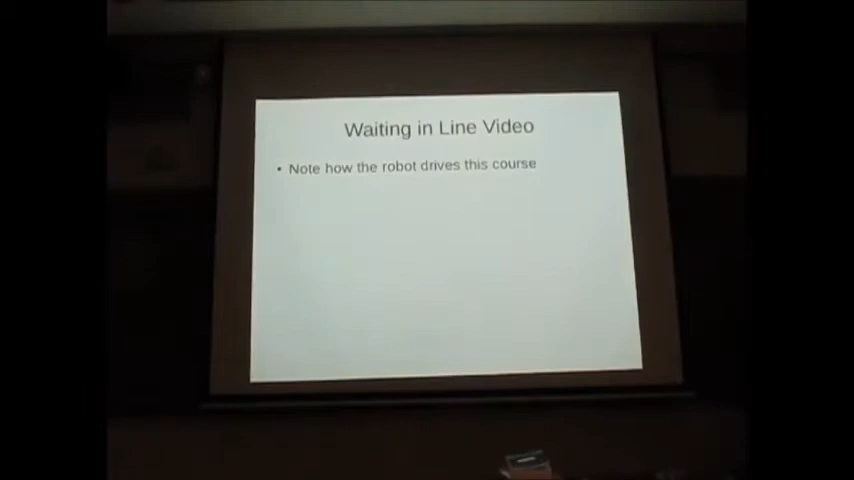 Waiting in Line Video
• Note how the robot drives this course